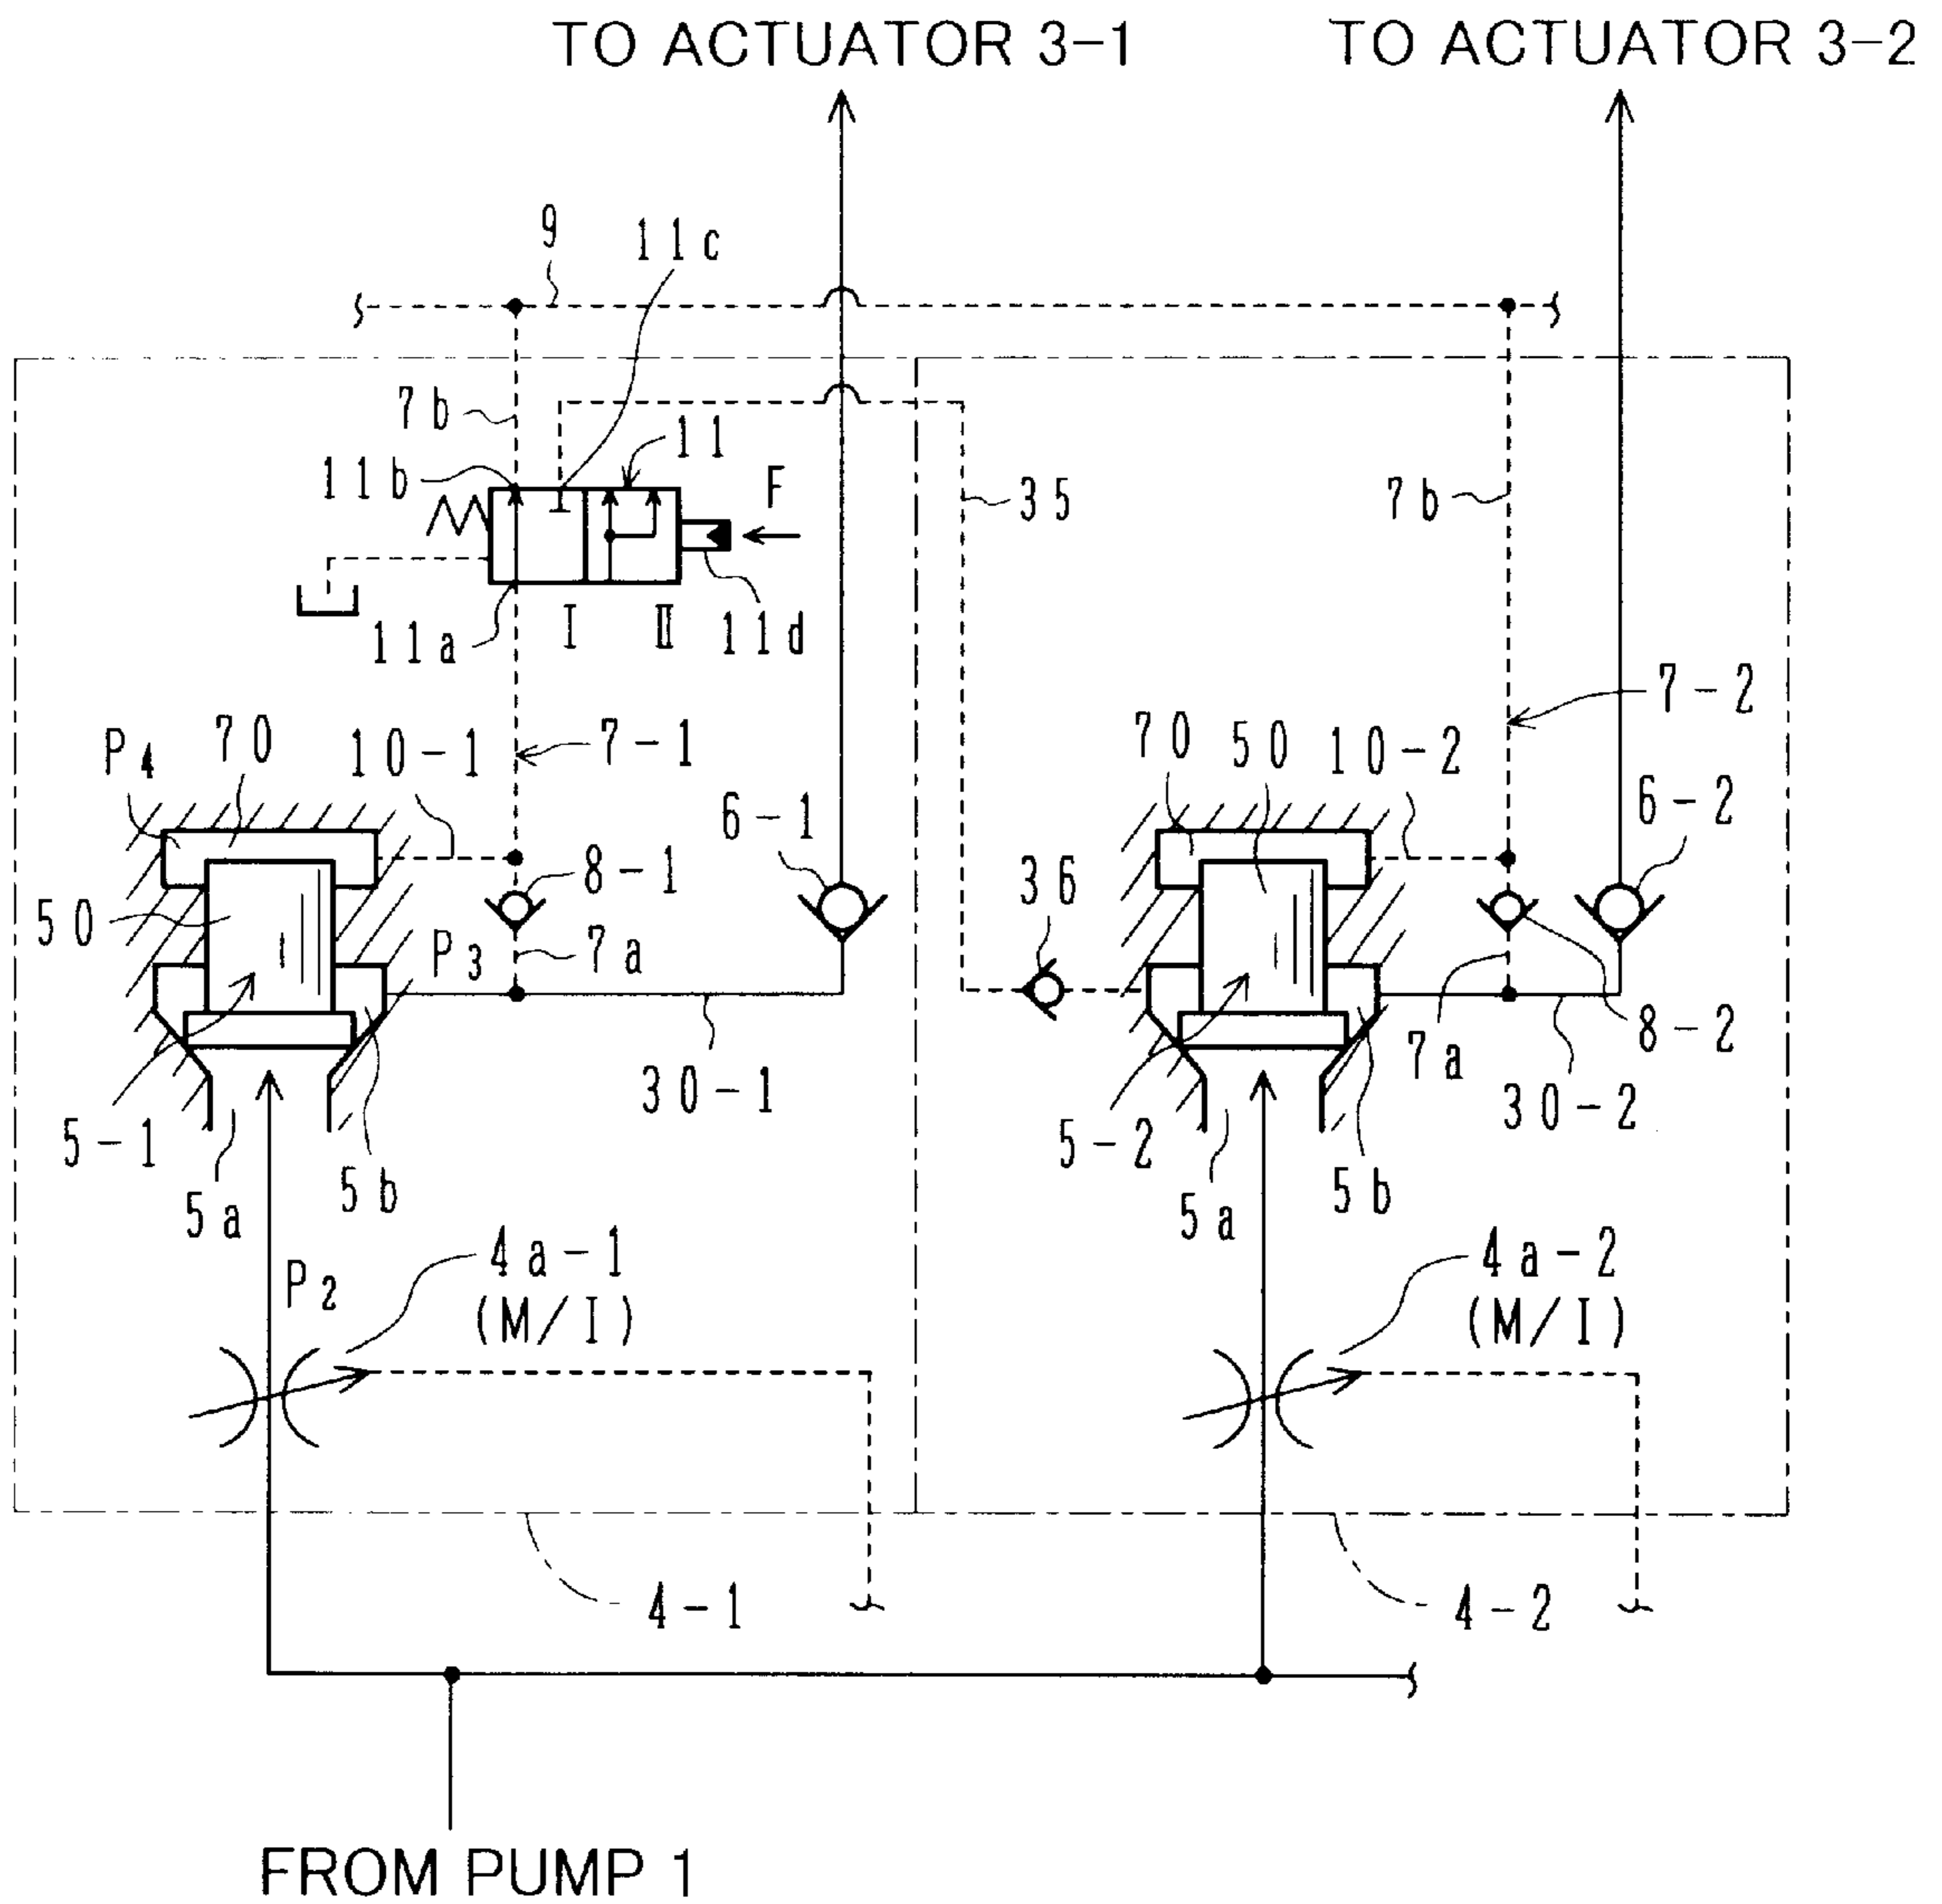 TO ACTUATOR 3-1
TO ACTUATOR 3-2
9
11c
7b
11
11b
F
35
7b
11a
I
II
11d
7-2
P4
70
10-1
7-1
70
50
10-2
6-1
6-2
8-1
36
50
P3
7a
8-2
7a
30-1
30-2
5-1
5-2
5a
5b
5a
5b
P2
4a-1
(M/I)
4a-2
(M/I)
4-1
4-2
FROM PUMP 1